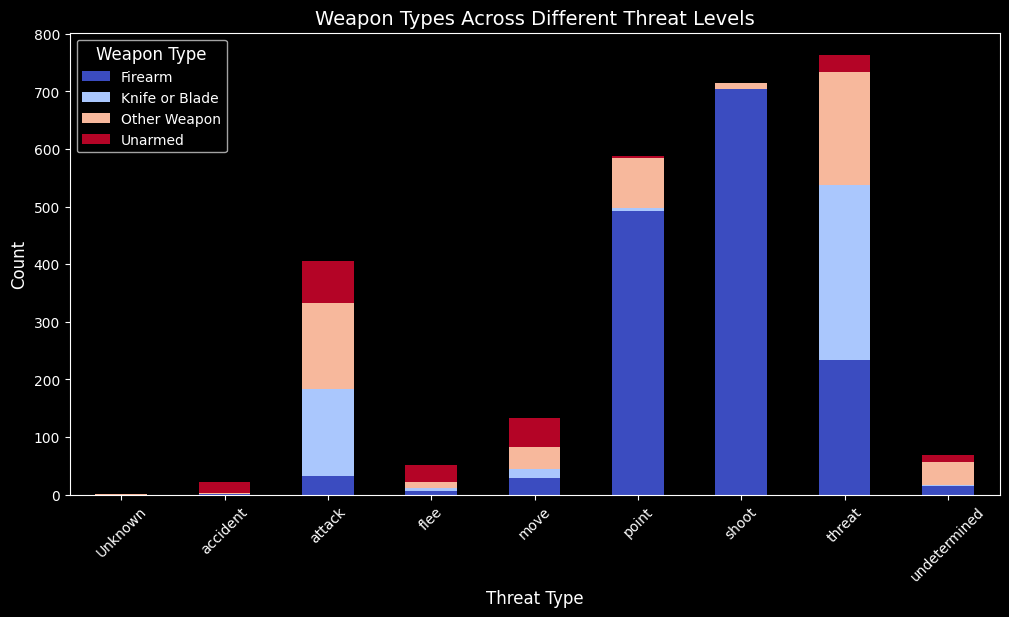 Weapon Types Across Different Threat Levels
Weapon Type
Firearm
Knife or Blade
Other Weapon
Unarmed
Count
800
700
600
500
400
300
200
100
0
Unknown
accident
attack
flee
move
point
shoot
threat
undetermined
Threat Type